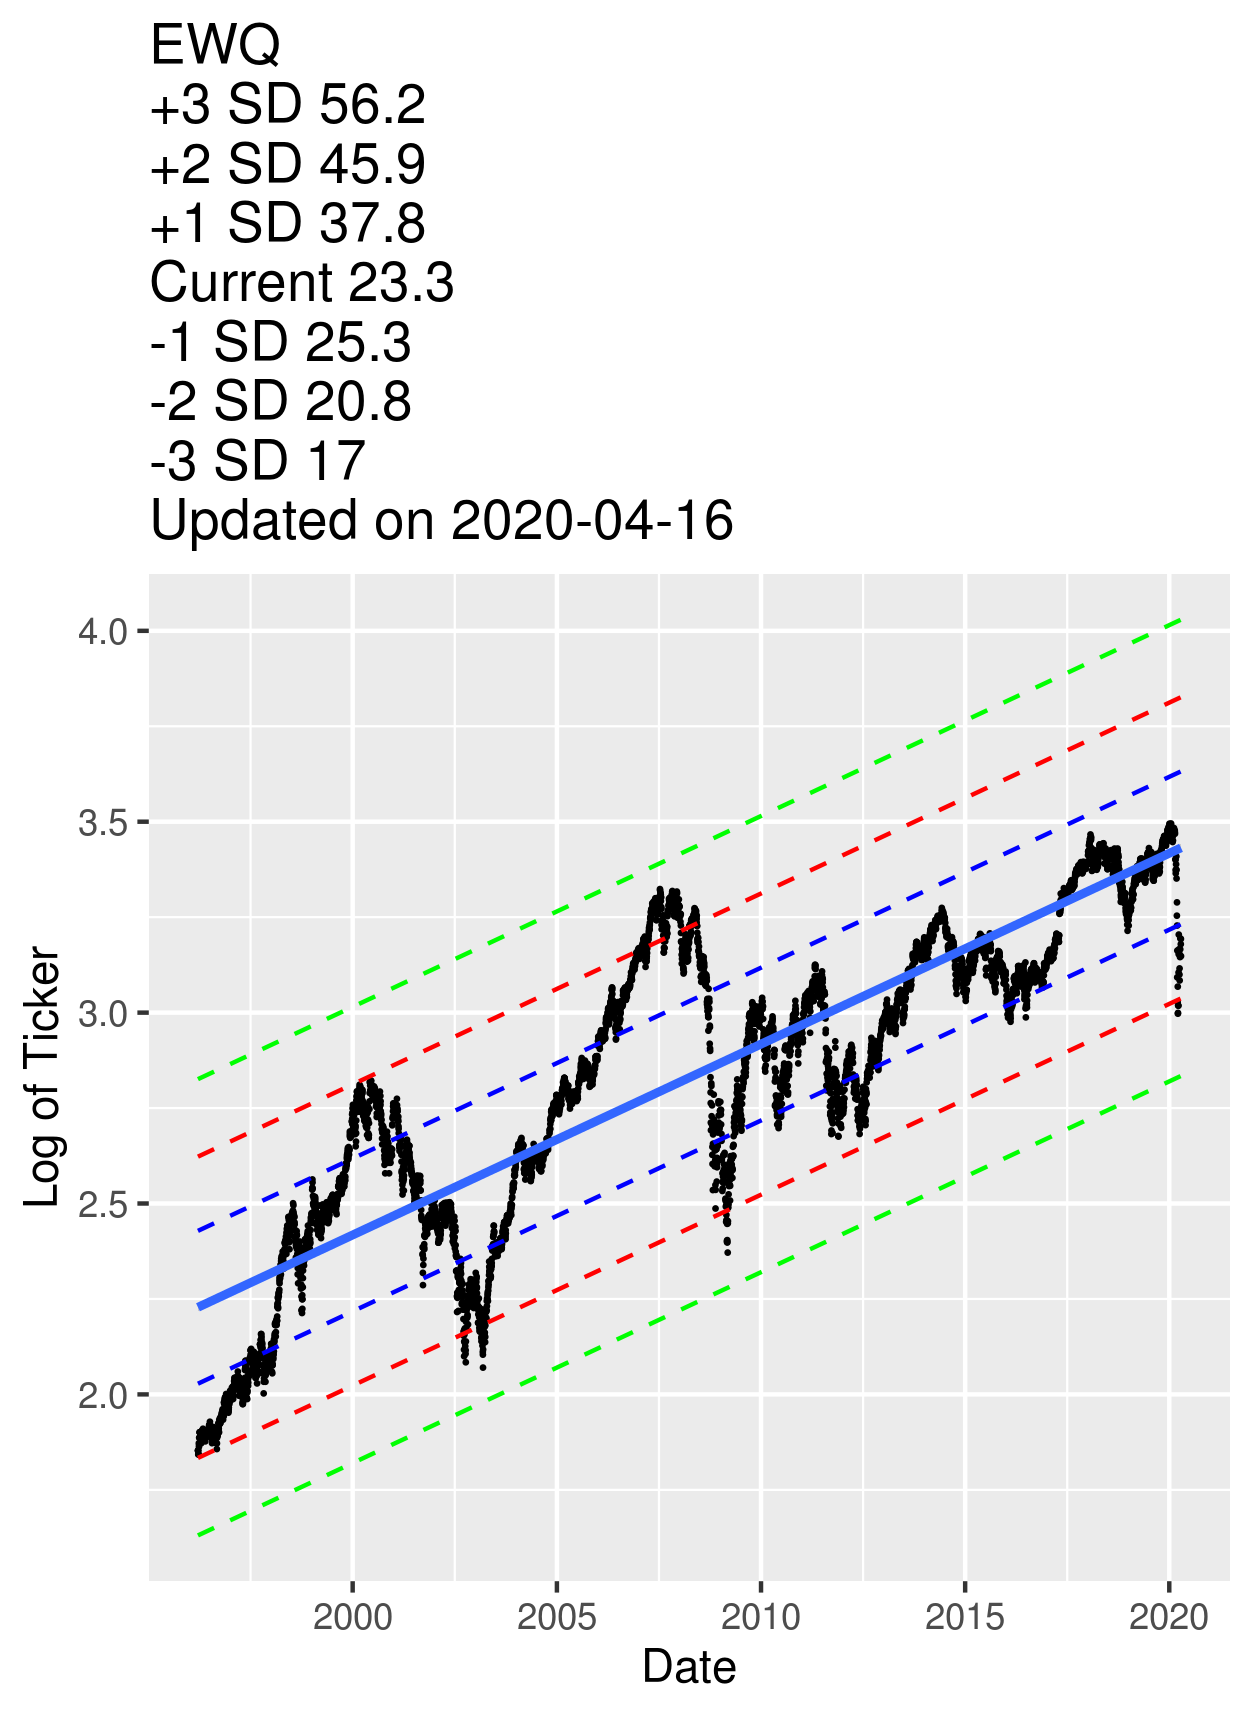 EWQ
+3 SD 56.2
+2 SD 45.9
+1 SD 37.8
Current 23.3
-1 SD 25.3
-2 SD 20.8
-3 SD 17
Updated on 2020-04-16
4.0
3.5
3.0
2.5
2.0
Log of Ticker
2000 2005 2010 2015 2020
Date